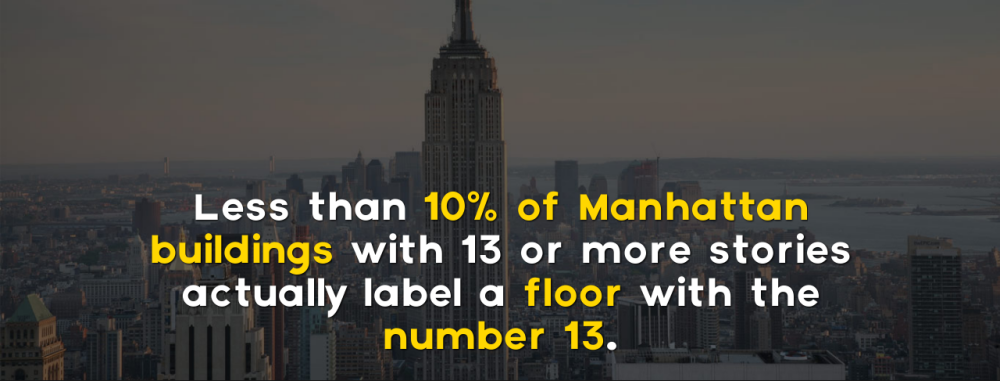 Less than 10% of Manhattan
buildings with 13 or more stories
actually label a floor with the
number 13.